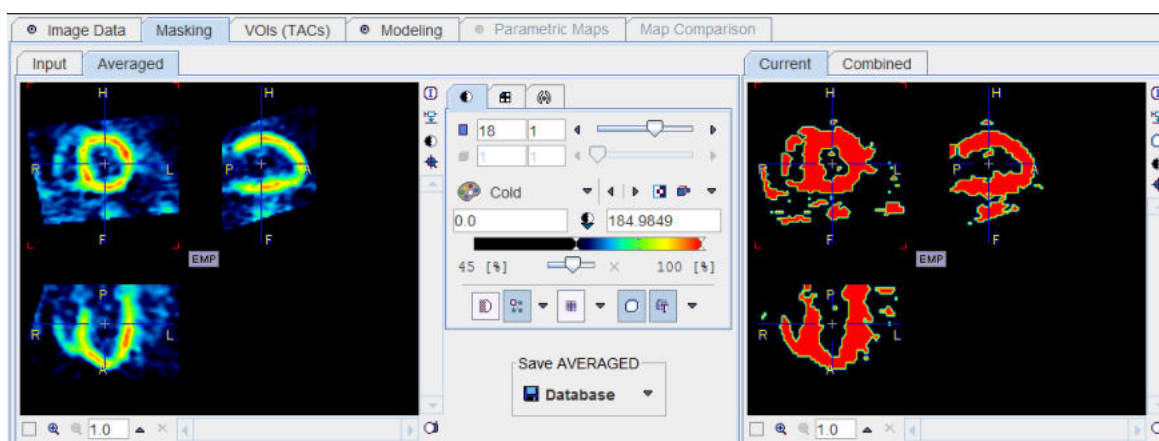 Image Data Masking VOIs (TACs) Modeling Parametric Maps Map Comparison
Input Averaged
Current Combined
H H
R L P A
F F
EMP
P
R L
A
1.0
18 1
1 1
Cold
0.0 184.9849
45 [%] 100 [%]
Save AVERAGED
Database
H H
R L P A
F F
EMP
P
R L
A
1.0